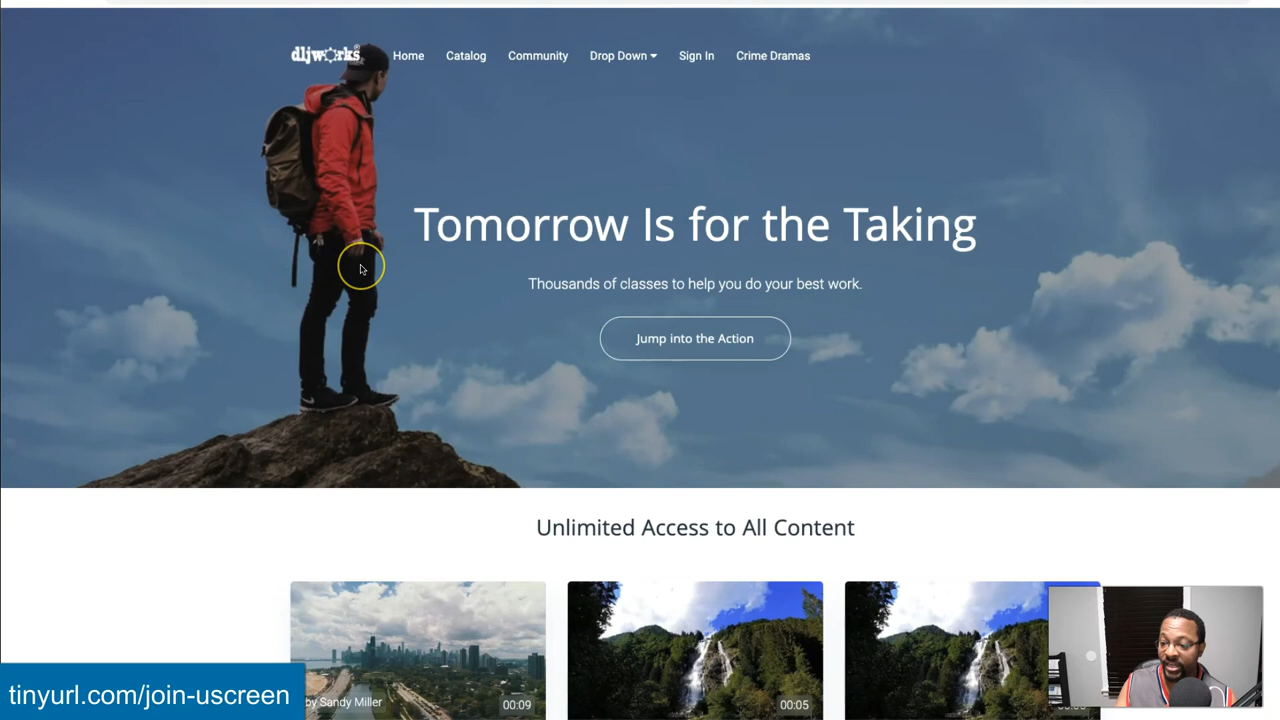 dljworks
Home Catalog Community Drop Down Sign In Crime Dramas
Tomorrow Is for the Taking
Thousands of classes to help you do your best work.
Jump into the Action
Unlimited Access to All Content
by Sandy Miller
00:09
00:05
tinyurl.com/join-uscreen